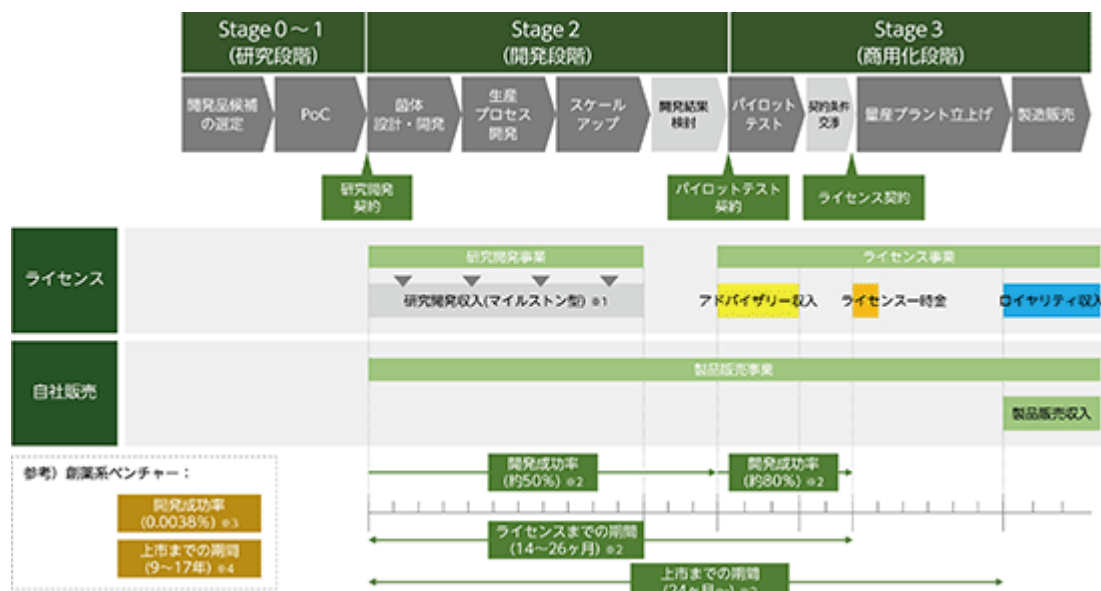 Stage 0～1
(研究段階)
Stage 2
(開発段階)
Stage 3
(商用化段階)
開発品候補
の選定
PoC
菌体
設計・開発
生産
プロセス
開発
スケール
アップ
開発結果
検討
パイロット
テスト
契約条件
交渉
量産プラント立上げ
製造販売
研究開発
契約
パイロットテスト
契約
ライセンス契約
ライセンス
研究開発事業
ライセンス事業
研究開発収入(マイルストン型) ※1
アドバイザリー収入
ライセンス一時金
ロイヤリティ収入
自社販売
製品販売事業
製品販売収入
参考) 創薬系ベンチャー：
開発成功率
(0.0038%) ※3
上市までの期間
(9～17年) ※4
開発成功率
(約50%) ※2
開発成功率
(約80%) ※2
ライセンスまでの期間
(14～26ヶ月) ※2
上市までの期間
(24ヶ月～)